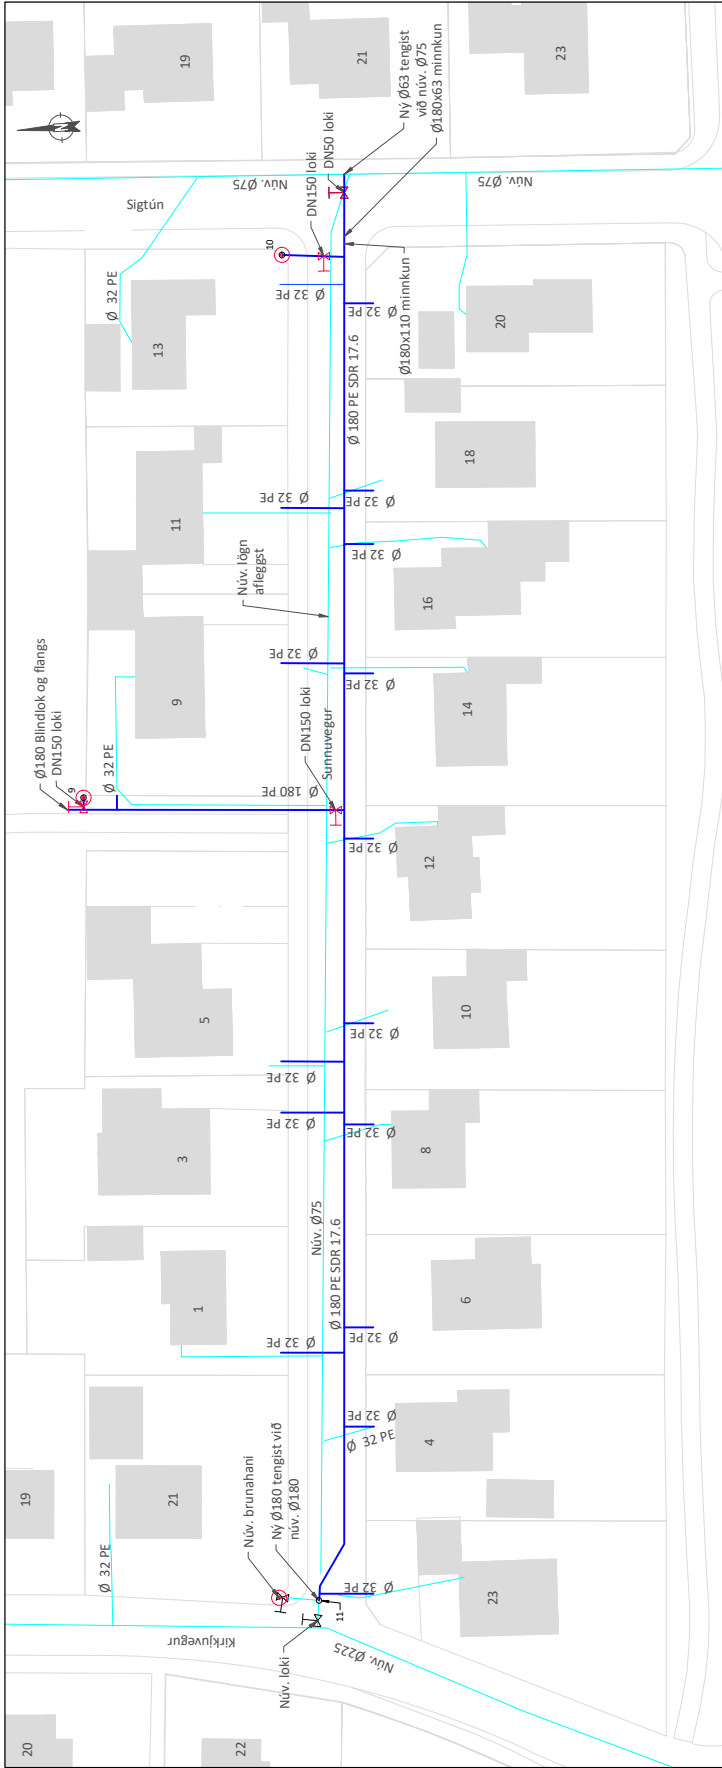 19
21
23
Ný Ø63 tengist
við núv. Ø75
Ø180x63 minnkun
DN50 loki
DN150 loki
Núv. Ø75
Núv. Ø75
Sigtún
10
Ø 32 PE
Ø 32 PE
Ø 32 PE
Ø180x110 minnkun
13
20
Ø 180 PE SDR 17.6
18
11
Ø 32 PE
Ø 32 PE
Núv. lögn
afleggst
Ø 32 PE
16
Ø 32 PE
Ø 32 PE
9
14
Ø180 Blindlok og flangs
DN150 loki
9
Ø 32 PE
Ø 180 PE
DN150 loki
Sunnuvegur
Ø 32 PE
12
5
10
Ø 32 PE
Ø 32 PE
Ø 32 PE
Ø 32 PE
3
8
Núv. Ø75
Ø 180 PE SDR 17.6
1
6
Ø 32 PE
Ø 32 PE
Ø 32 PE
Ø 32 PE
4
19
21
Núv. brunahani
Ný Ø180 tengist við
núv. Ø180
Ø 32 PE
Ø 32 PE
23
11
Kirkjuvegur
Núv. loki
Núv. Ø225
20
22